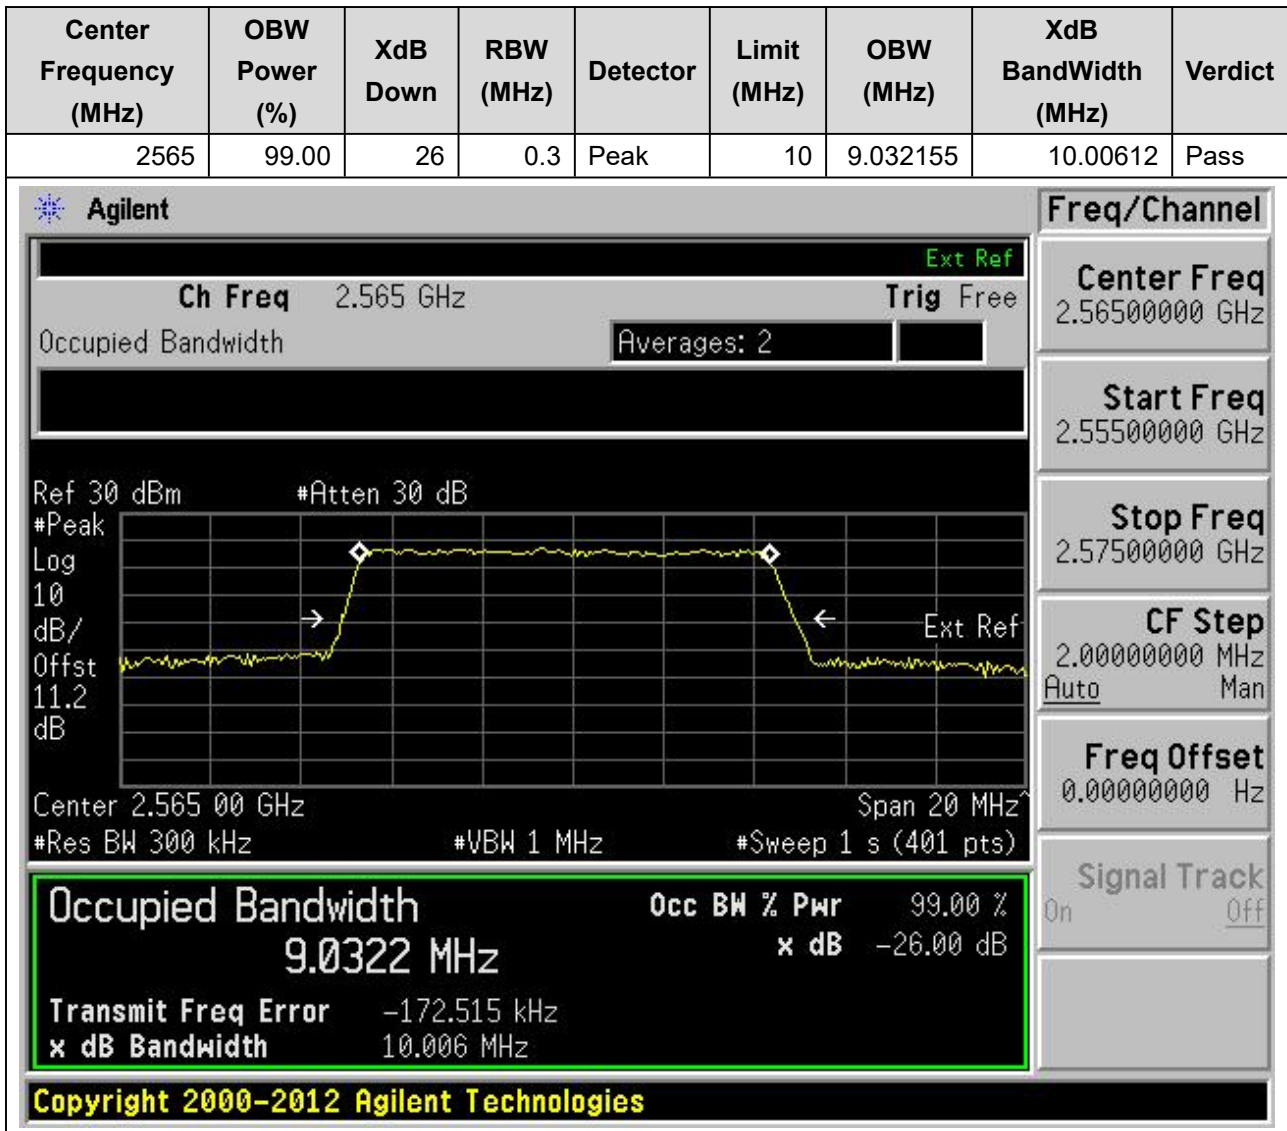 Center Frequency (MHz) OBW Power (%) XdB Down RBW (MHz) Detector Limit (MHz) OBW (MHz) XdB BandWidth (MHz) Verdict
2565 99.00 26 0.3 Peak 10 9.032155 10.00612 Pass
Agilent
Freq/Channel
Ext Ref
Ch Freq 2.565 GHz Trig Free
Occupied Bandwidth Averages: 2
Center Freq
2.56500000 GHz
Start Freq
2.55500000 GHz
Stop Freq
2.57500000 GHz
CF Step
2.00000000 MHz
Auto Man
Freq Offset
0.00000000 Hz
Signal Track
On Off
Ref 30 dBm #Atten 30 dB
#Peak
Log
10
dB/
Offst
11.2
dB
Ext Ref
Center 2.565 00 GHz Span 20 MHz^
#Res BW 300 kHz #VBW 1 MHz #Sweep 1 s (401 pts)
Occupied Bandwidth Occ BW % Pwr 99.00 %
9.0322 MHz x dB -26.00 dB
Transmit Freq Error -172.515 kHz
x dB Bandwidth 10.006 MHz
Copyright 2000-2012 Agilent Technologies